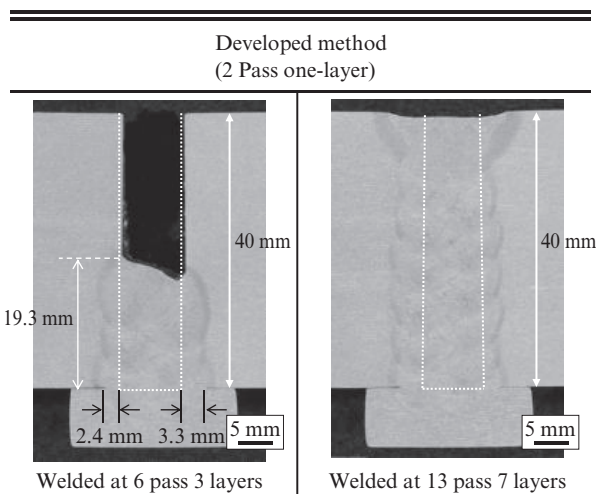 Developed method
(2 Pass one-layer)
40 mm
19.3 mm
2.4 mm
3.3 mm
5 mm
Welded at 6 pass 3 layers
40 mm
5 mm
Welded at 13 pass 7 layers